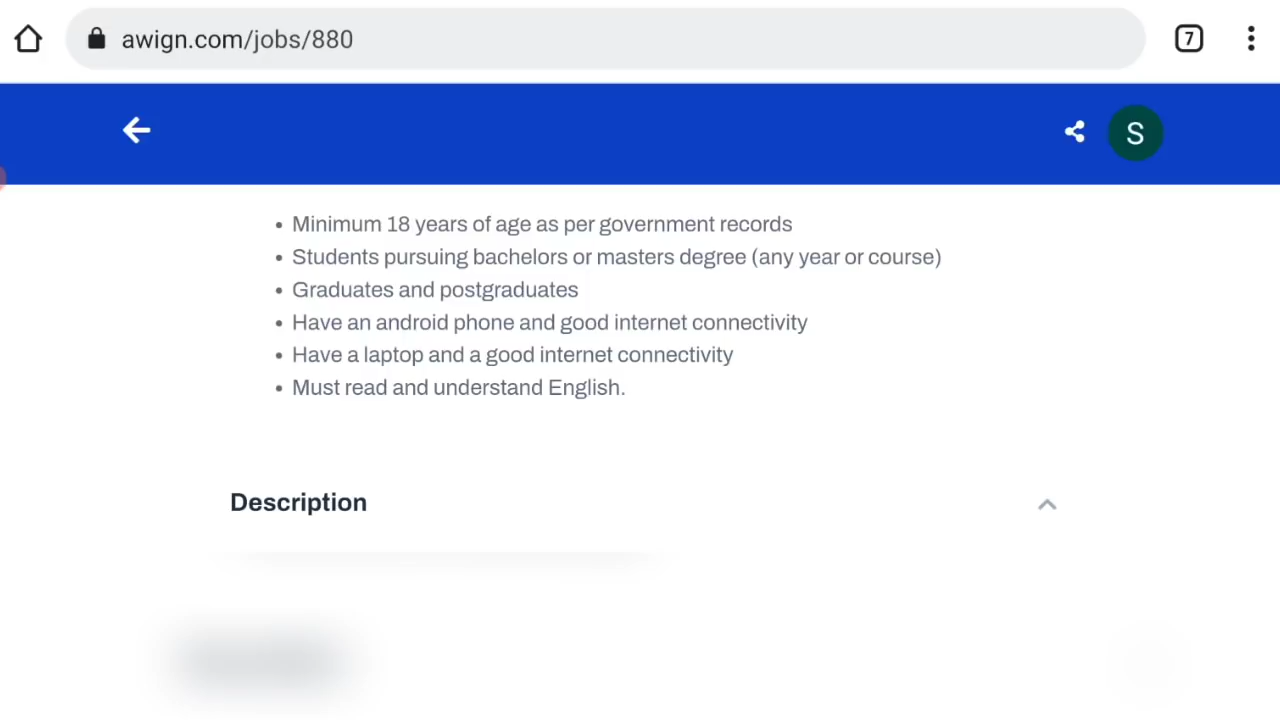 awign.com/jobs/880
7
S
• Minimum 18 years of age as per government records
• Students pursuing bachelors or masters degree (any year or course)
• Graduates and postgraduates
• Have an android phone and good internet connectivity
• Have a laptop and a good internet connectivity
• Must read and understand English.
Description